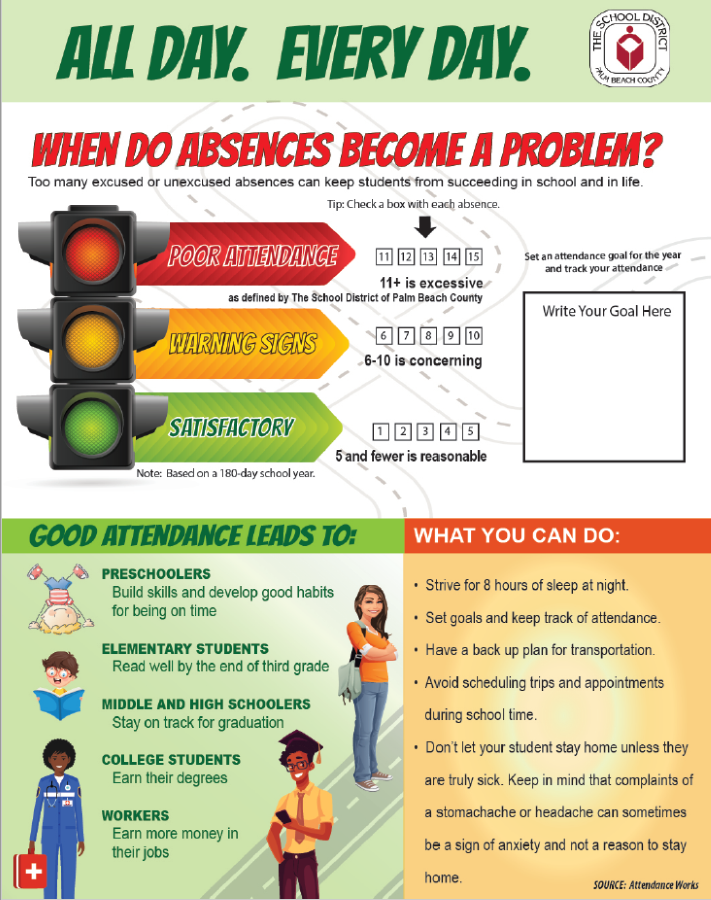 ALL DAY. EVERY DAY.
THE SCHOOL DISTRICT
PALM BEACH COUNTY
WHEN DO ABSENCES BECOME A PROBLEM?
Too many excused or unexcused absences can keep students from succeeding in school and in life.
Tip: Check a box with each absence.
POOR ATTENDANCE
11 12 13 14 15
11+ is excessive
as defined by The School District of Palm Beach County
Set an attendance goal for the year
and track your attendance
Write Your Goal Here
WARNING SIGNS
6 7 8 9 10
6-10 is concerning
SATISFACTORY
1 2 3 4 5
5 and fewer is reasonable
Note: Based on a 180-day school year.
GOOD ATTENDANCE LEADS TO:
PRESCHOOLERS
Build skills and develop good habits
for being on time
ELEMENTARY STUDENTS
Read well by the end of third grade
MIDDLE AND HIGH SCHOOLERS
Stay on track for graduation
COLLEGE STUDENTS
Earn their degrees
WORKERS
Earn more money in
their jobs
WHAT YOU CAN DO:
• Strive for 8 hours of sleep at night.
• Set goals and keep track of attendance.
• Have a back up plan for transportation.
• Avoid scheduling trips and appointments
during school time.
• Don't let your student stay home unless they
are truly sick. Keep in mind that complaints of
a stomachache or headache can sometimes
be a sign of anxiety and not a reason to stay
home.
SOURCE: Attendance Works